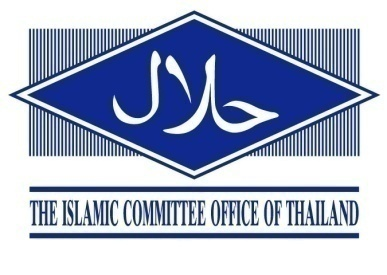 حلال
THE ISLAMIC COMMITTEE OFFICE OF THAILAND